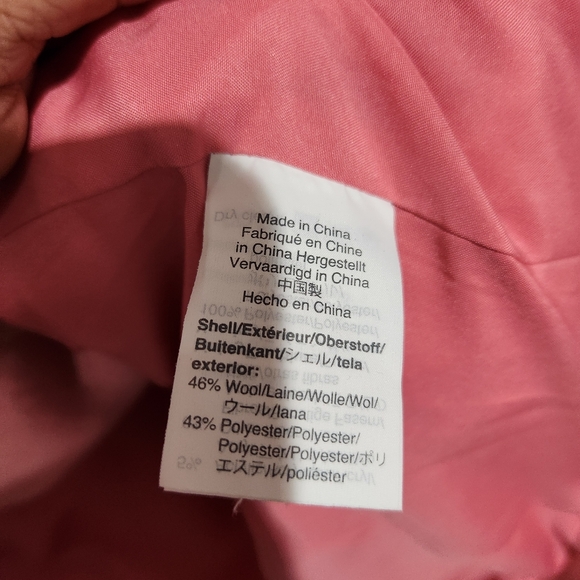 Made in China
Fabriqué en Chine
in China Hergestellt
Vervaardigd in China
中国製
Hecho en China
Shell/Extérieur/Oberstoff/
Buitenkant/シェル/tela
exterior:
46% Wool/Laine/Wolle/Wol/
ウール/lana
43% Polyester/Polyester/
Polyester/Polyester/ポリ
エステル/poliéster